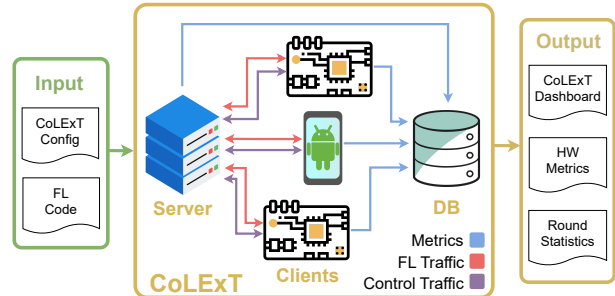 Input
CoLExT
Config
FL
Code
Server
Clients
DB
Metrics
FL Traffic
Control Traffic
CoLExT
Output
CoLExT
Dashboard
HW
Metrics
Round
Statistics